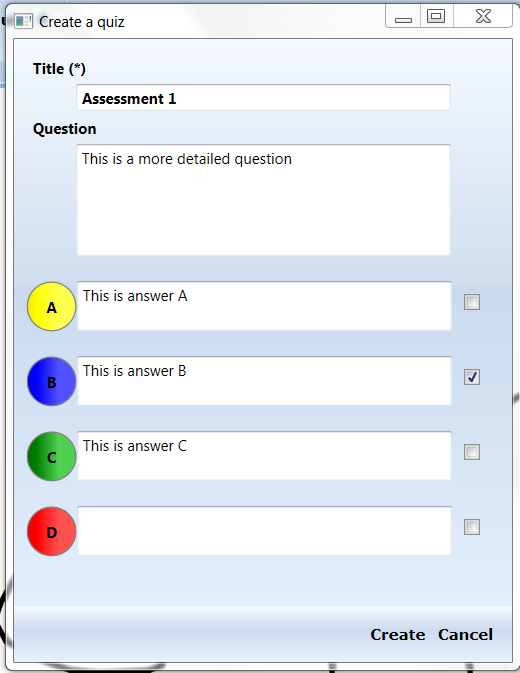 Create a quiz
Title (*)
Assessment 1
Question
This is a more detailed question
A
This is answer A
B
This is answer B
C
This is answer C
D
Create Cancel